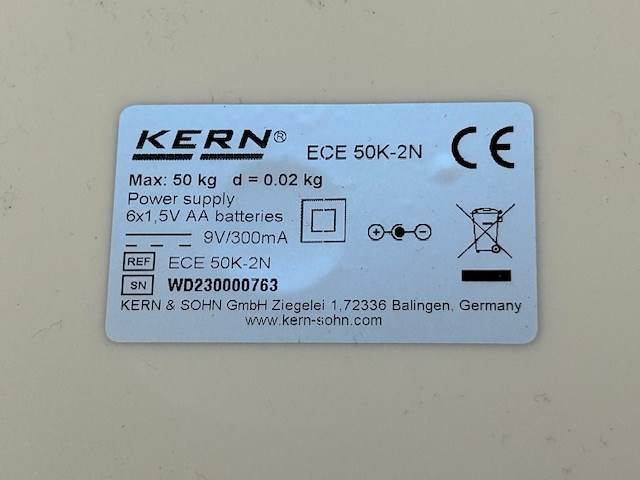 KERN®
ECE 50K-2N
CE
Max: 50 kg d = 0.02 kg
Power supply
6x1,5V AA batteries
9V/300mA
REF ECE 50K-2N
SN WD230000763
KERN & SOHN GmbH Ziegelei 1,72336 Balingen, Germany
www.kern-sohn.com